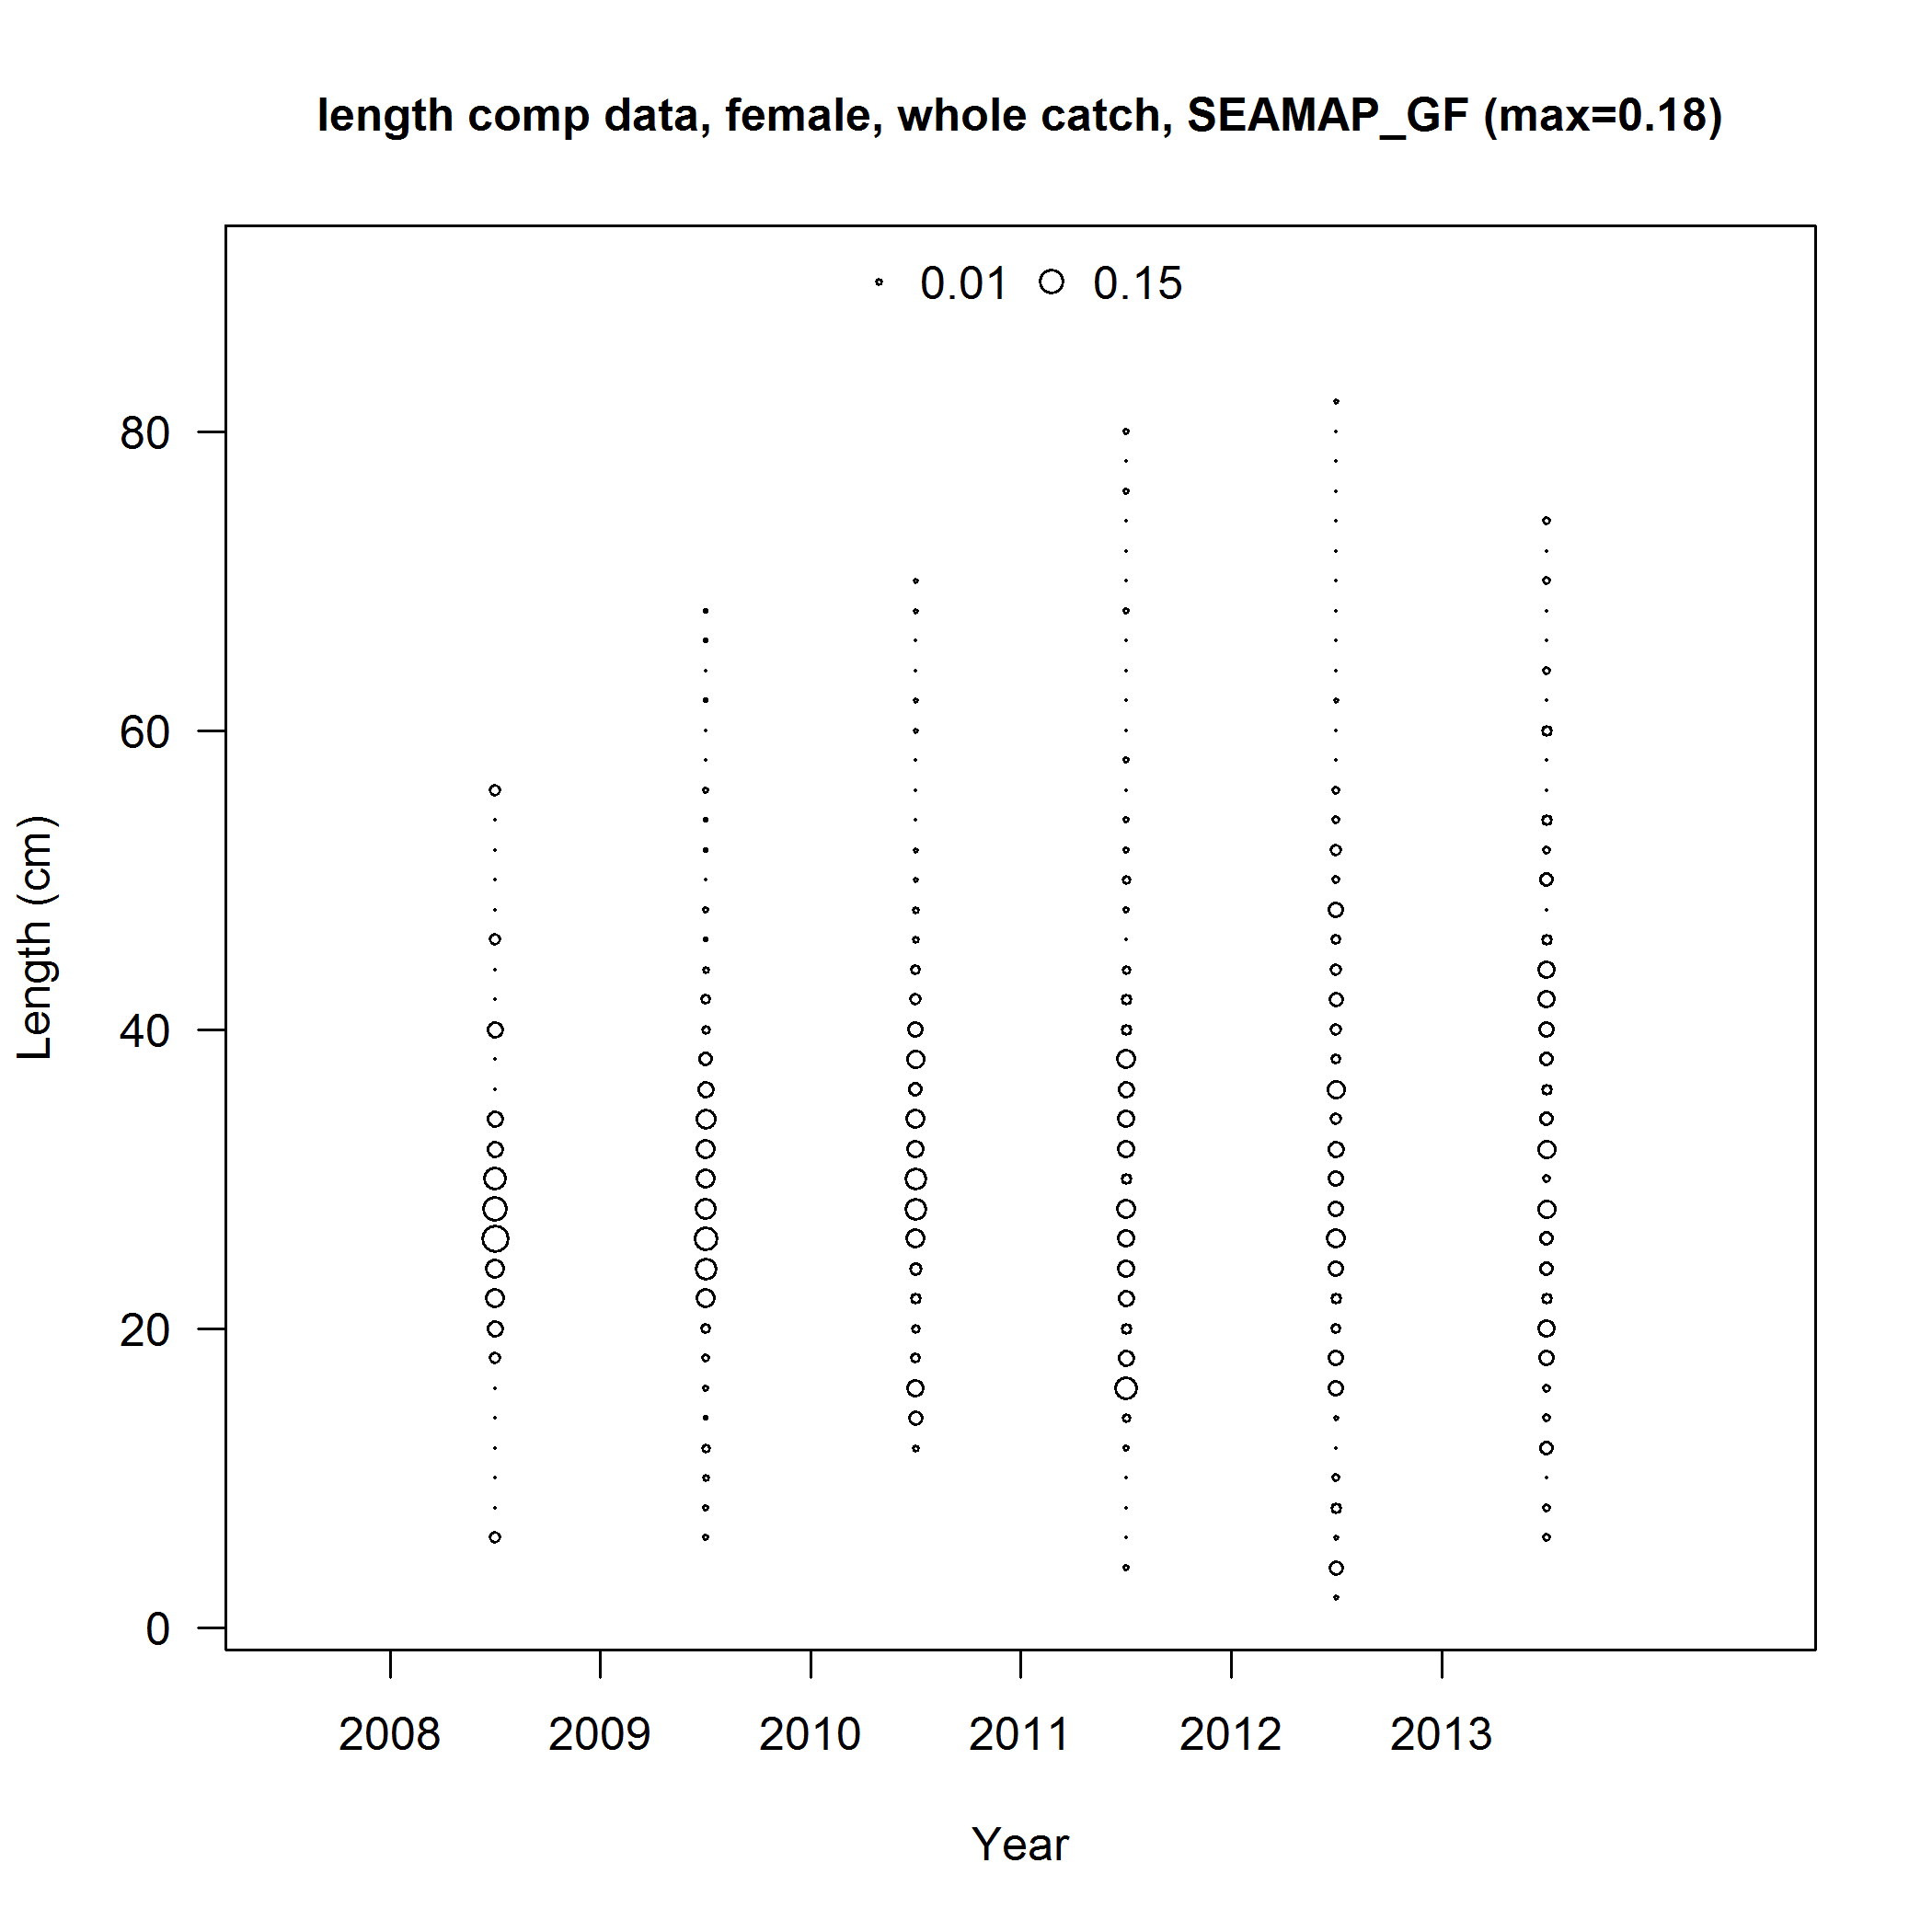 length comp data, female, whole catch, SEAMAP_GF (max=0.18)
0.01 0.15
80
60
40
20
0
Length (cm)
2008 2009 2010 2011 2012 2013
Year